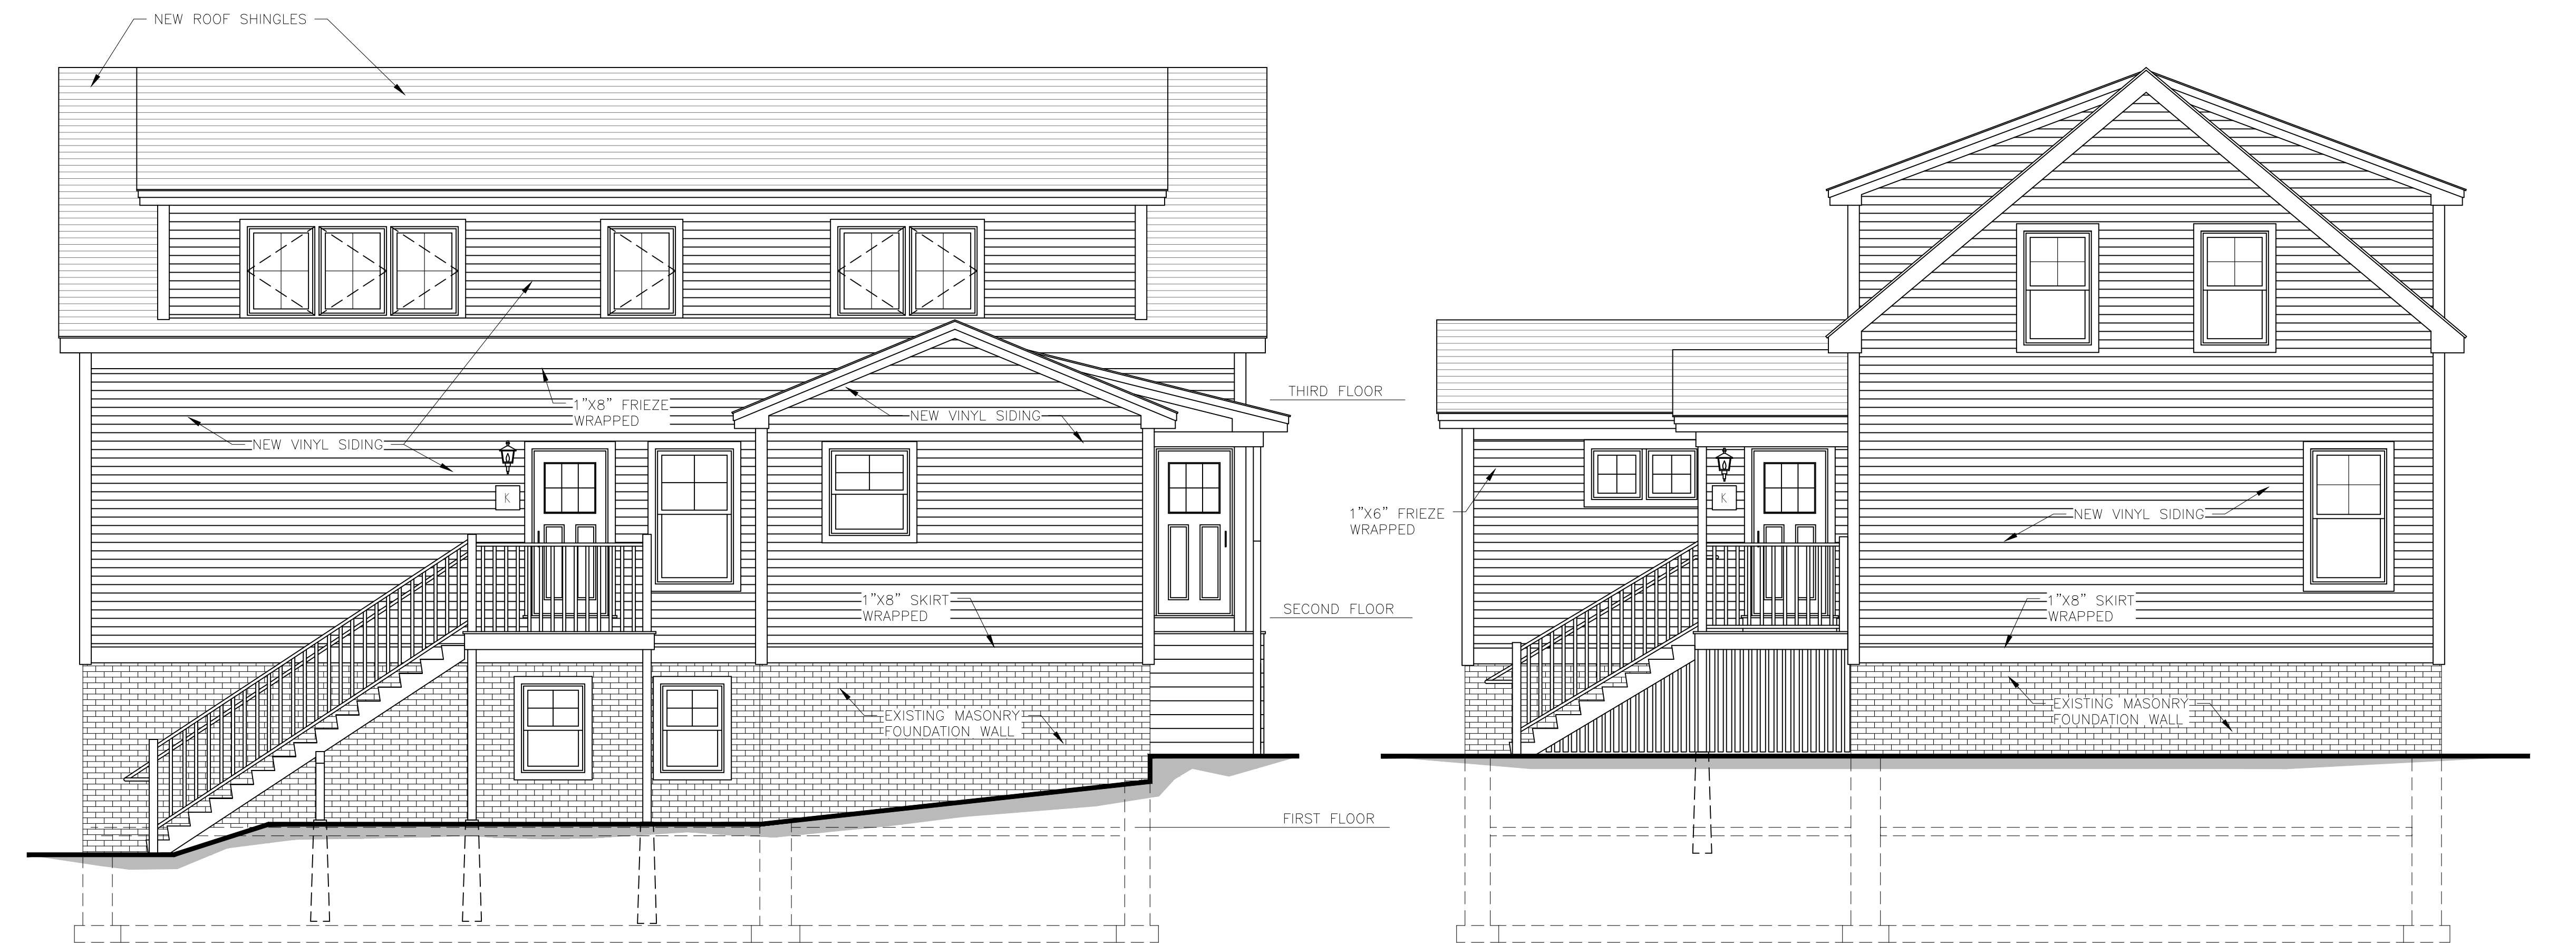 NEW ROOF SHINGLES
1"X8" FRIEZE
WRAPPED
NEW VINYL SIDING
NEW VINYL SIDING
K
1"X8" SKIRT
WRAPPED
EXISTING MASONRY
FOUNDATION WALL
THIRD FLOOR
SECOND FLOOR
FIRST FLOOR
1"X6" FRIEZE
WRAPPED
K
NEW VINYL SIDING
1"X8" SKIRT
WRAPPED
EXISTING MASONRY
FOUNDATION WALL